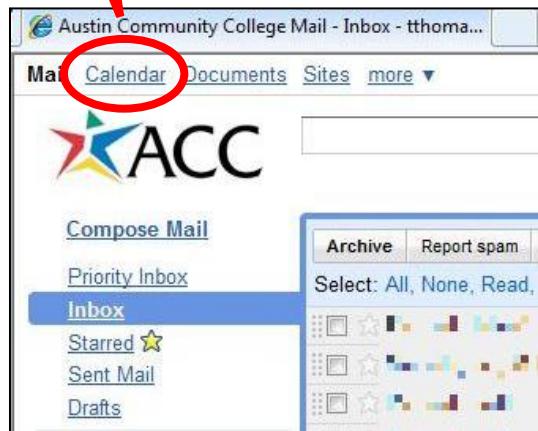 Austin Community College Mail - Inbox - tthoma...
Mail Calendar Documents Sites more ▼
ACC
Compose Mail
Archive Report spam
Priority Inbox
Select: All, None, Read,
Inbox
Starred
Sent Mail
Drafts